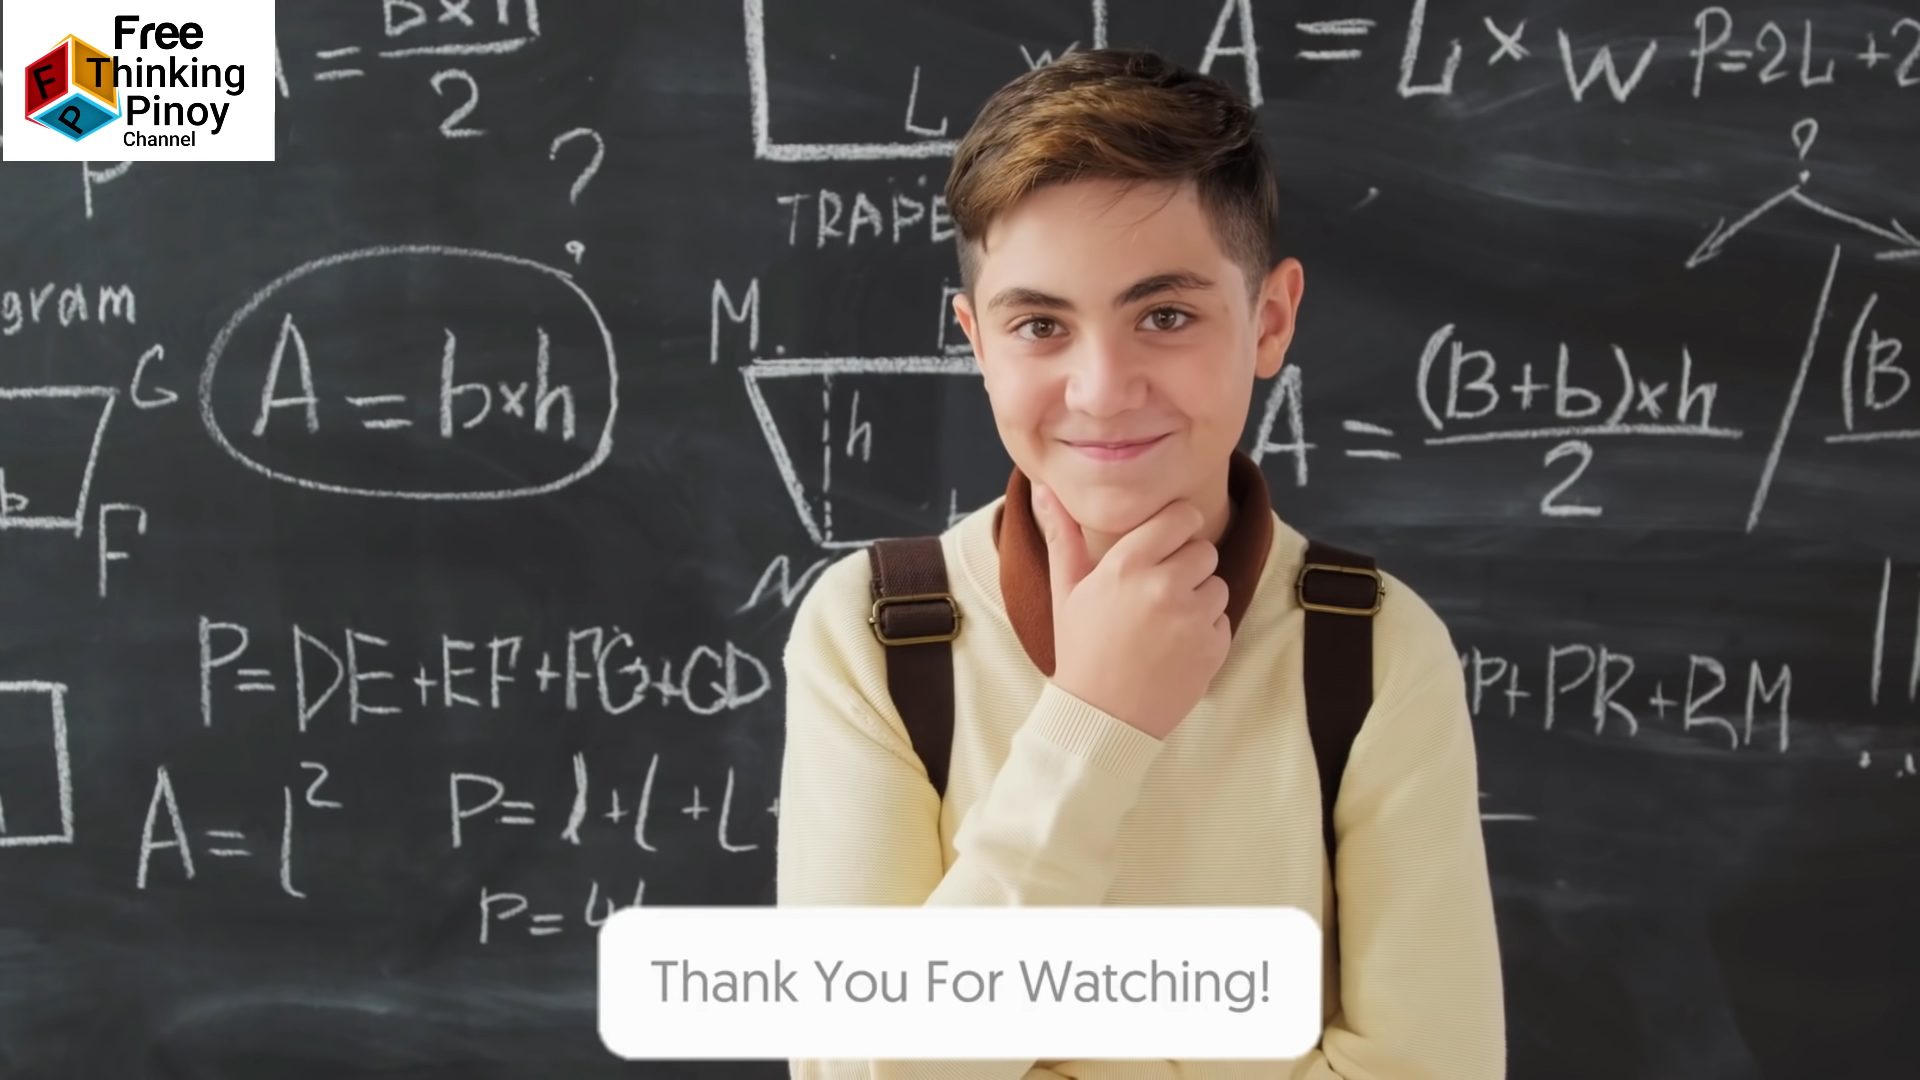 Free
Thinking
Pinoy
Channel
F
P
b×h
= 
2
?
P
L
W
A = L × W
P=2L+2
?
TRAPE
gram
G
A = b×h
M
h
A = (B+b)×h
2
(B
b
F
N
P= DE+EF+FG+GD
P+PR+RM
!!
A = l²
P= l+l+L+
P=4l
Thank You For Watching!